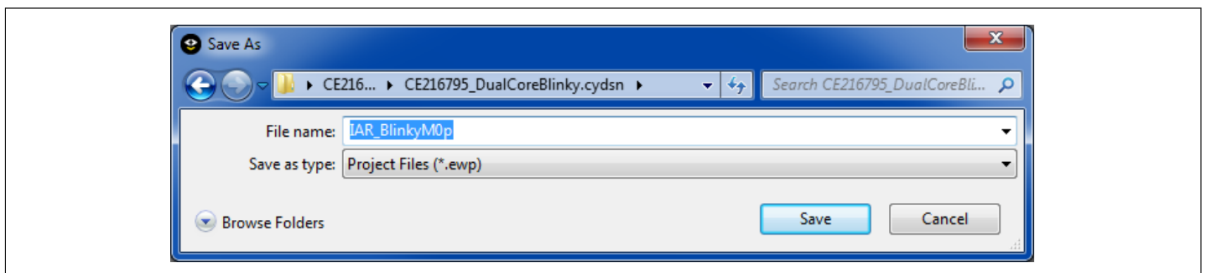 Save As
CE216... CE216795_DualCoreBlinky.cydsn Search CE216795_DualCoreBli...
File name: IAR_BlinkyM0p
Save as type: Project Files (*.ewp)
Browse Folders Save Cancel